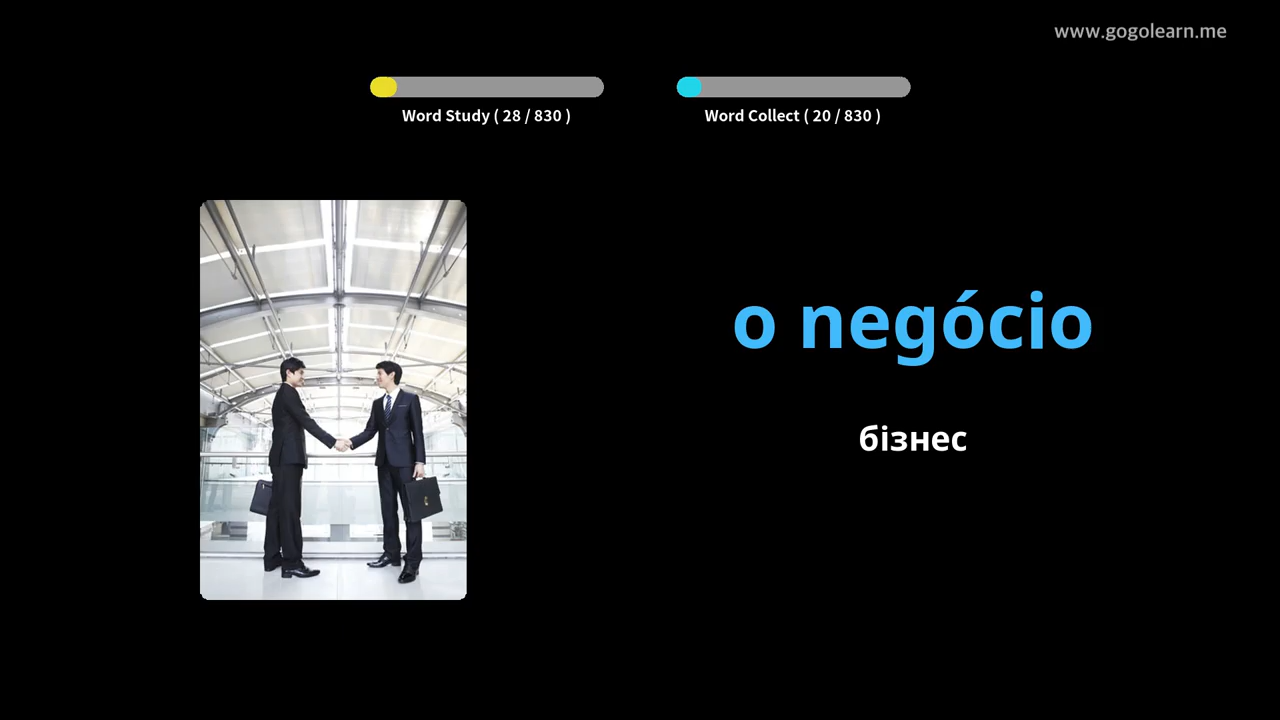 www.gogolearn.me
Word Study ( 28 / 830 )
Word Collect ( 20 / 830 )
o negócio
бізнес